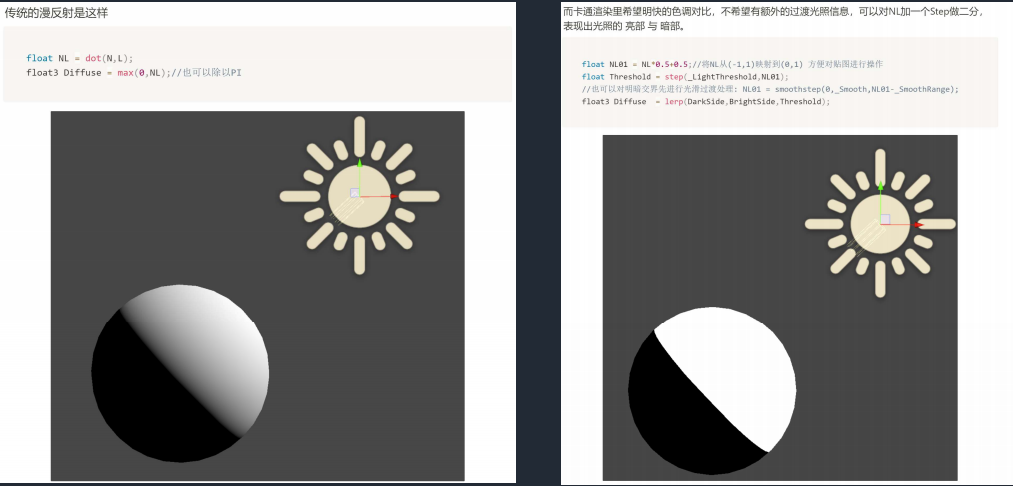 传统的漫反射是这样
float NL = dot(N,L);
float3 Diffuse = max(0,NL);//也可以除以PI
而卡通渲染里希望明快的色调对比，不希望有额外的过渡光照信息，可以对NL加一个Step做二分，
表现出光照的 亮部 与 暗部。
float NL01 = NL*0.5+0.5;//将NL从(-1,1)映射到(0,1) 方便对贴图进行操作
float Threshold = step(_LightThreshold,NL01);
//也可以对明暗交界先进行光滑过渡处理: NL01 = smoothstep(0,_Smooth,NL01-_SmoothRange);
float3 Diffuse  = lerp(DarkSide,BrightSide,Threshold);